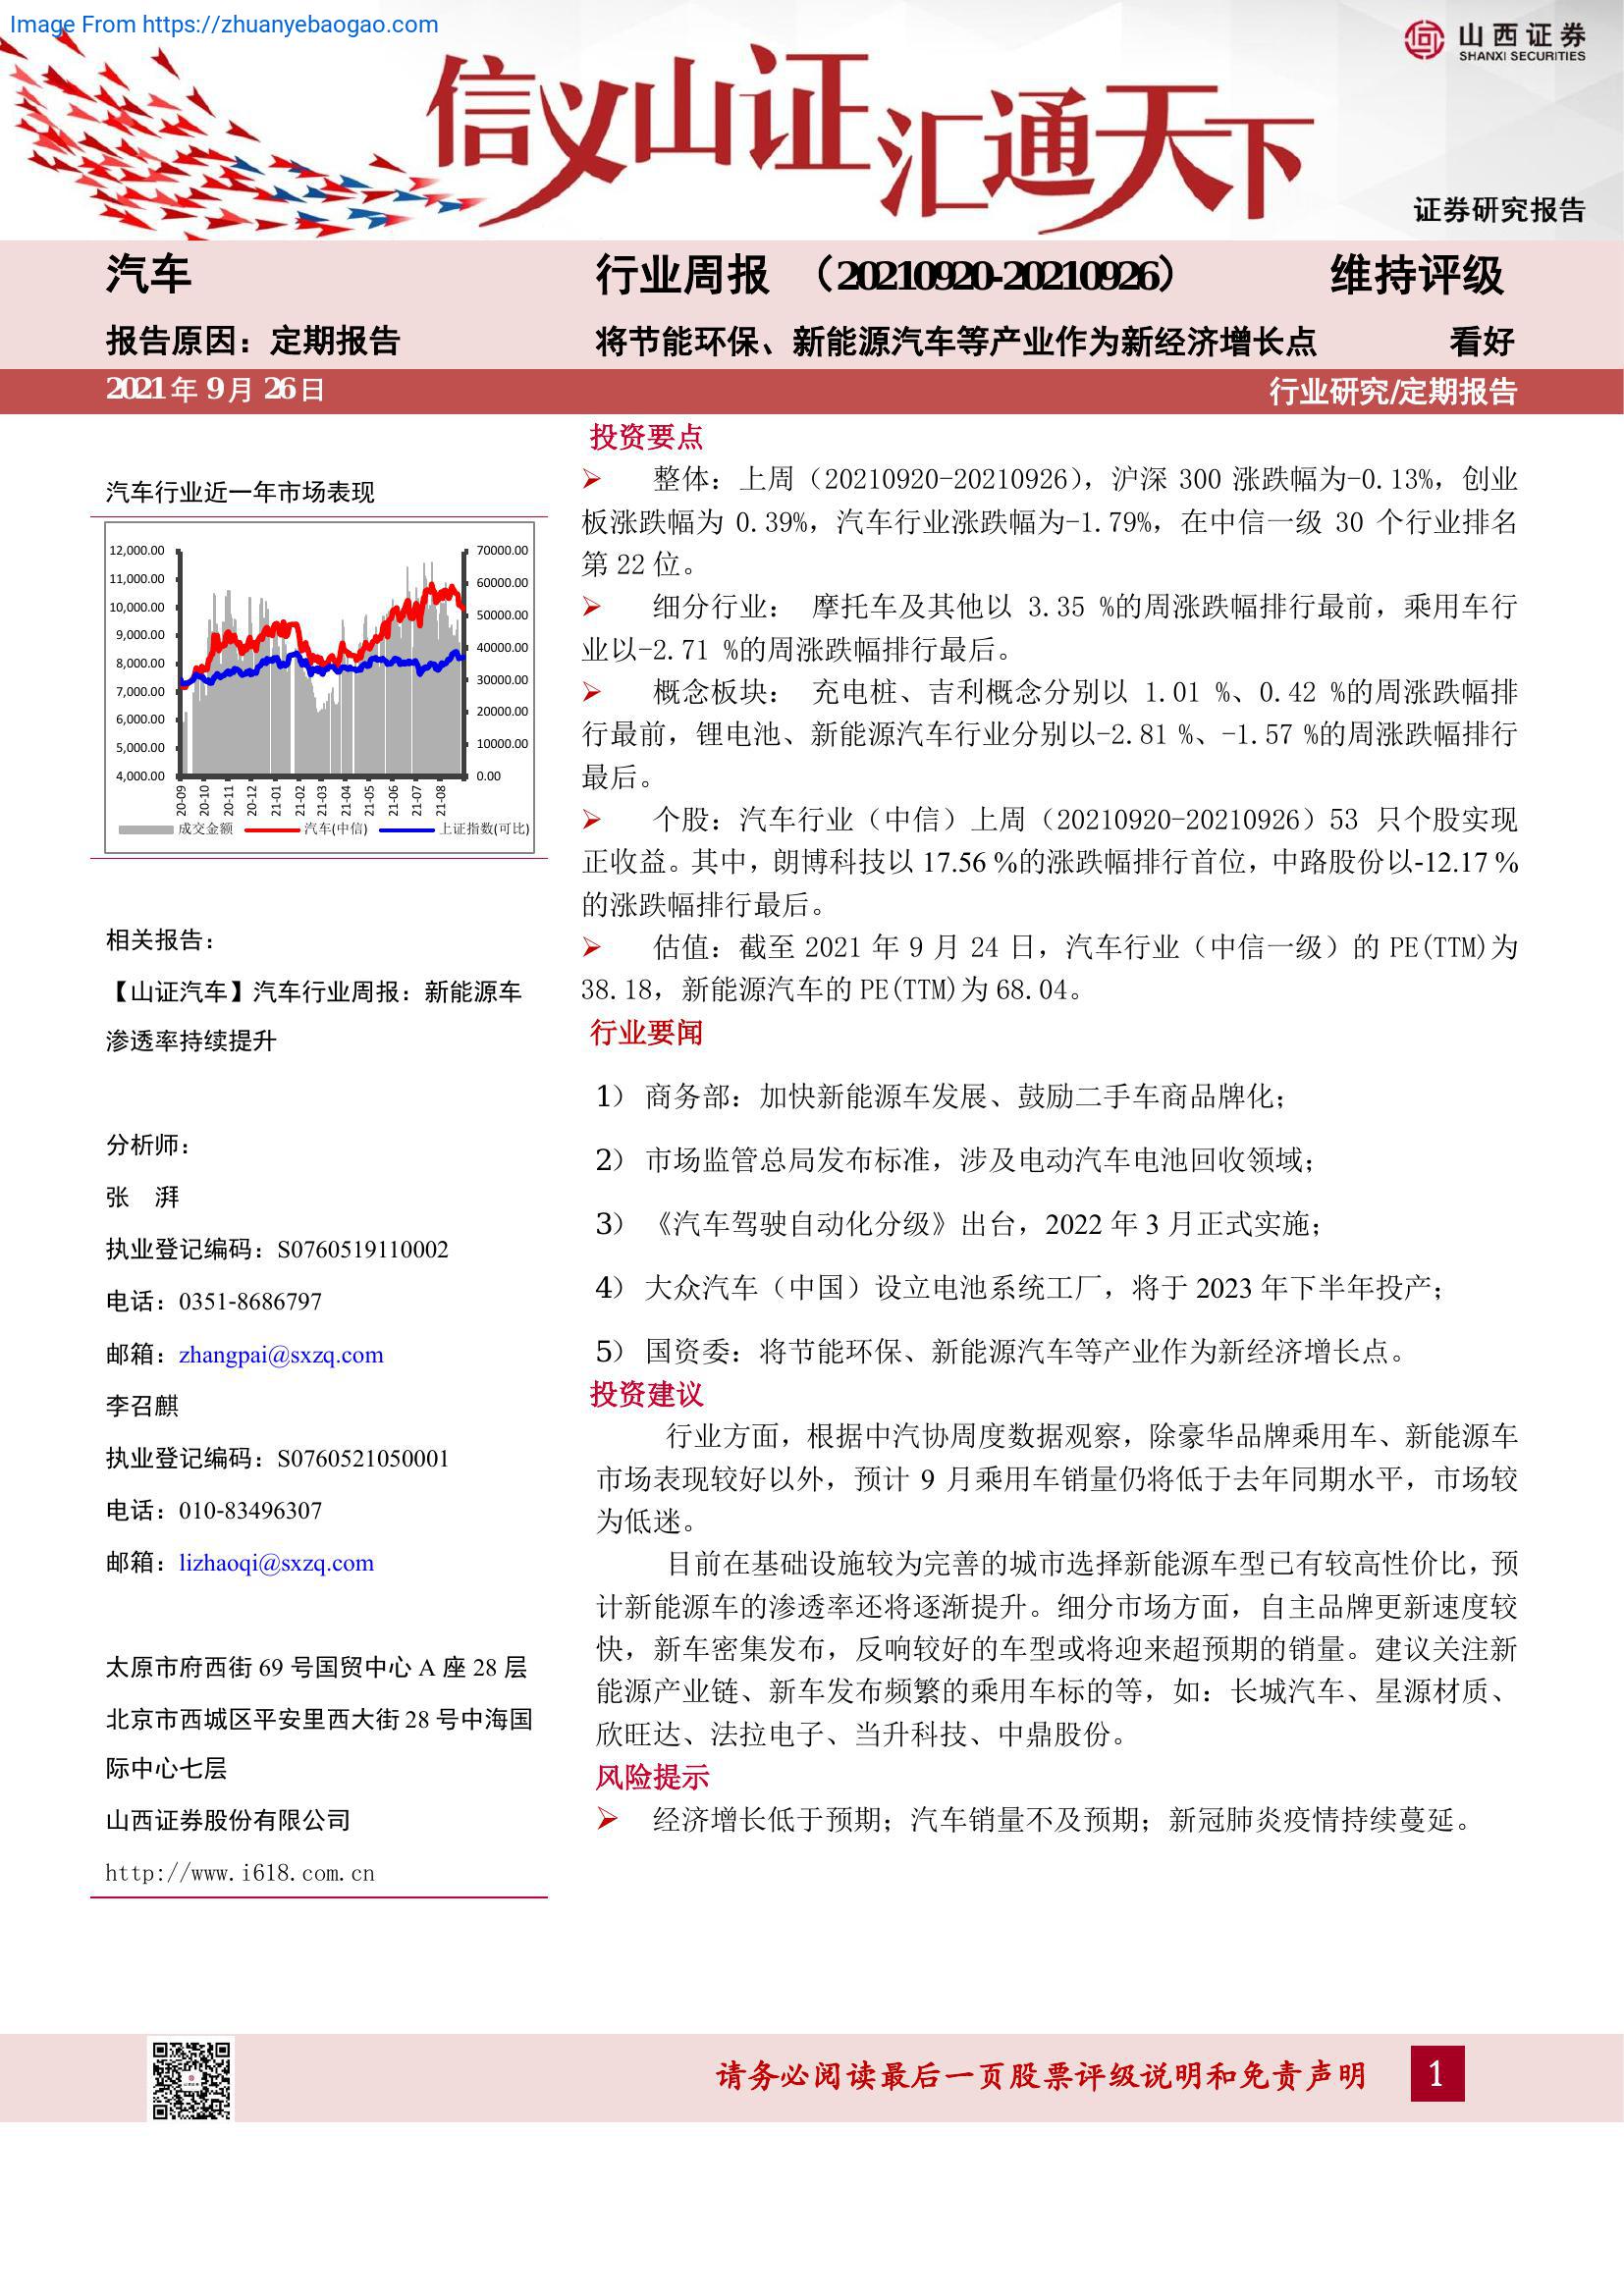 Image From https://zhuanyebaogao.com
山西证券
SHANXI SECURITIES
信义山证汇通天下
证券研究报告
汽车
行业周报 （20210920-20210926） 维持评级
报告原因：定期报告
将节能环保、新能源汽车等产业作为新经济增长点 看好
2021年9月26日
行业研究/定期报告
汽车行业近一年市场表现
12,000.00
11,000.00
10,000.00
9,000.00
8,000.00
7,000.00
6,000.00
5,000.00
4,000.00
70000.00
60000.00
50000.00
40000.00
30000.00
20000.00
10000.00
0.00
20-09
20-10
20-11
20-12
21-01
21-02
21-03
21-04
21-05
21-06
21-07
21-08
成交金额 汽车(中信) 上证指数(可比)
相关报告：
【山证汽车】汽车行业周报：新能源车
渗透率持续提升
分析师：
张 湃
执业登记编码：S0760519110002
电话：0351-8686797
邮箱：zhangpai@sxzq.com
李召麒
执业登记编码：S0760521050001
电话：010-83496307
邮箱：lizhaoqi@sxzq.com
太原市府西街69号国贸中心A座28层
北京市西城区平安里西大街28号中海国
际中心七层
山西证券股份有限公司
http://www.i618.com.cn
投资要点
整体：上周（20210920-20210926），沪深 300 涨跌幅为-0.13%，创业
板涨跌幅为 0.39%，汽车行业涨跌幅为-1.79%，在中信一级 30 个行业排名
第22位。
细分行业： 摩托车及其他以 3.35 %的周涨跌幅排行最前，乘用车行
业以-2.71 %的周涨跌幅排行最后。
概念板块： 充电桩、吉利概念分别以 1.01 %、0.42 %的周涨跌幅排
行最前，锂电池、新能源汽车行业分别以-2.81 %、-1.57 %的周涨跌幅排行
最后。
个股：汽车行业（中信）上周（20210920-20210926）53 只个股实现
正收益。其中，朗博科技以 17.56 %的涨跌幅排行首位，中路股份以-12.17 %
的涨跌幅排行最后。
估值：截至 2021 年 9 月 24 日，汽车行业（中信一级）的 PE(TTM)为
38.18，新能源汽车的PE(TTM)为68.04。
行业要闻
1） 商务部：加快新能源车发展、鼓励二手车商品牌化；
2） 市场监管总局发布标准，涉及电动汽车电池回收领域；
3） 《汽车驾驶自动化分级》出台，2022 年 3 月正式实施；
4） 大众汽车（中国）设立电池系统工厂，将于 2023 年下半年投产；
5） 国资委：将节能环保、新能源汽车等产业作为新经济增长点。
投资建议
行业方面，根据中汽协周度数据观察，除豪华品牌乘用车、新能源车
市场表现较好以外，预计 9 月乘用车销量仍将低于去年同期水平，市场较
为低迷。
目前在基础设施较为完善的城市选择新能源车型已有较高性价比，预
计新能源车的渗透率还将逐渐提升。细分市场方面，自主品牌更新速度较
快，新车密集发布，反响较好的车型或将迎来超预期的销量。建议关注新
能源产业链、新车发布频繁的乘用车标的等，如：长城汽车、星源材质、
欣旺达、法拉电子、当升科技、中鼎股份。
风险提示
经济增长低于预期；汽车销量不及预期；新冠肺炎疫情持续蔓延。
请务必阅读最后一页股票评级说明和免责声明
1